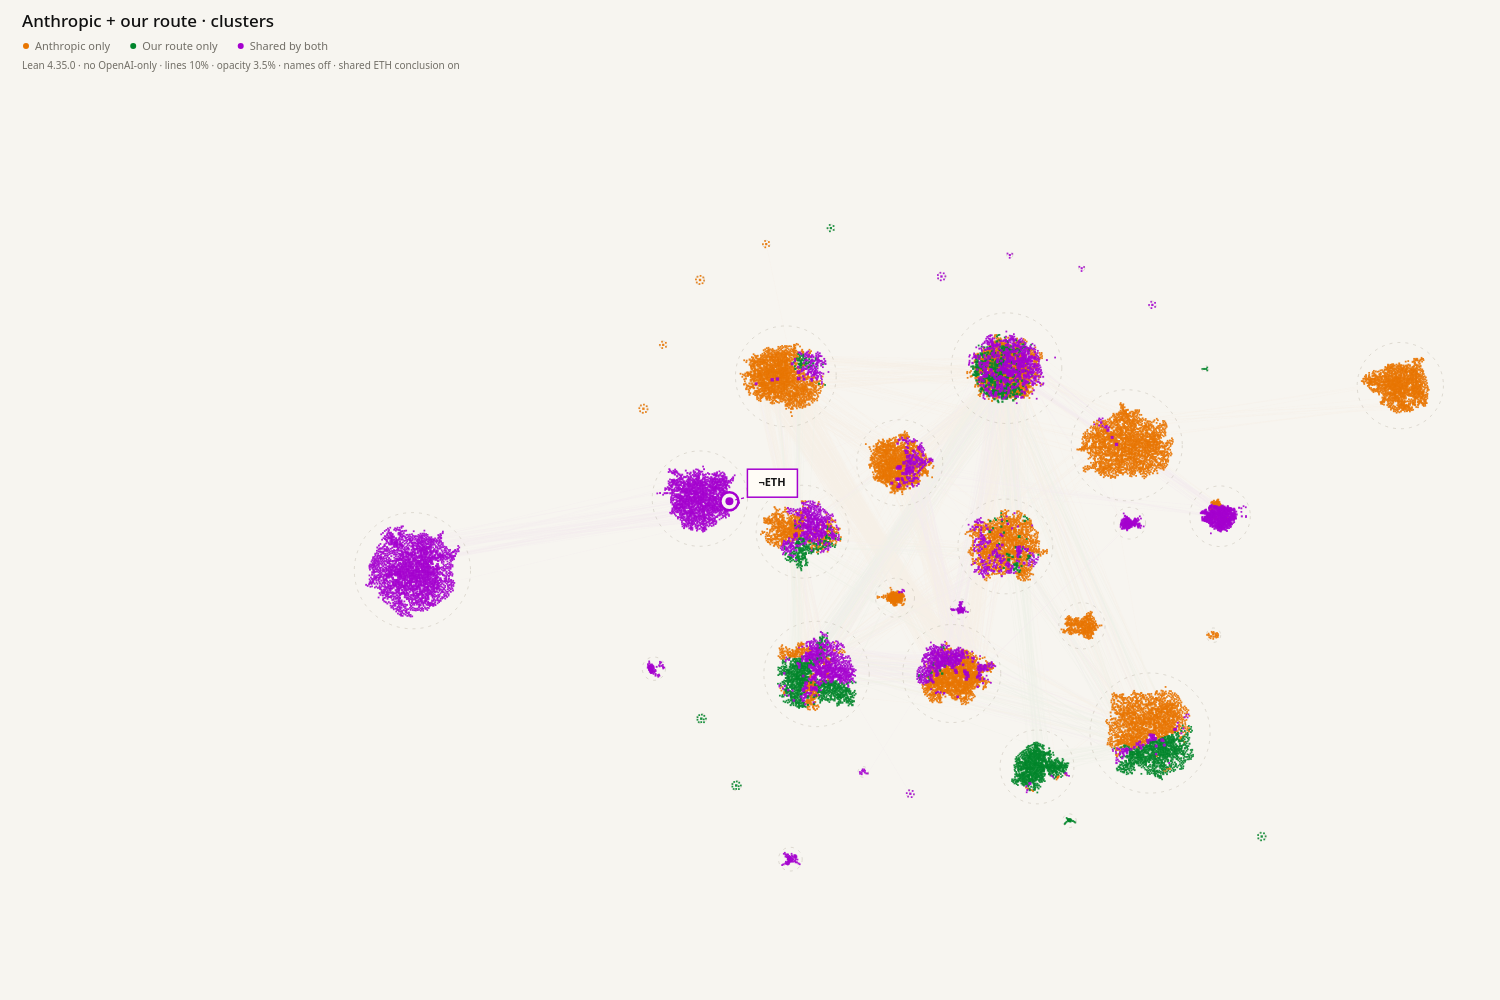 Anthropic + our route · clusters
Anthropic only Our route only Shared by both
Lean 4.35.0 · no OpenAI-only · lines 10% · opacity 3.5% · names off · shared ETH conclusion on
¬ETH